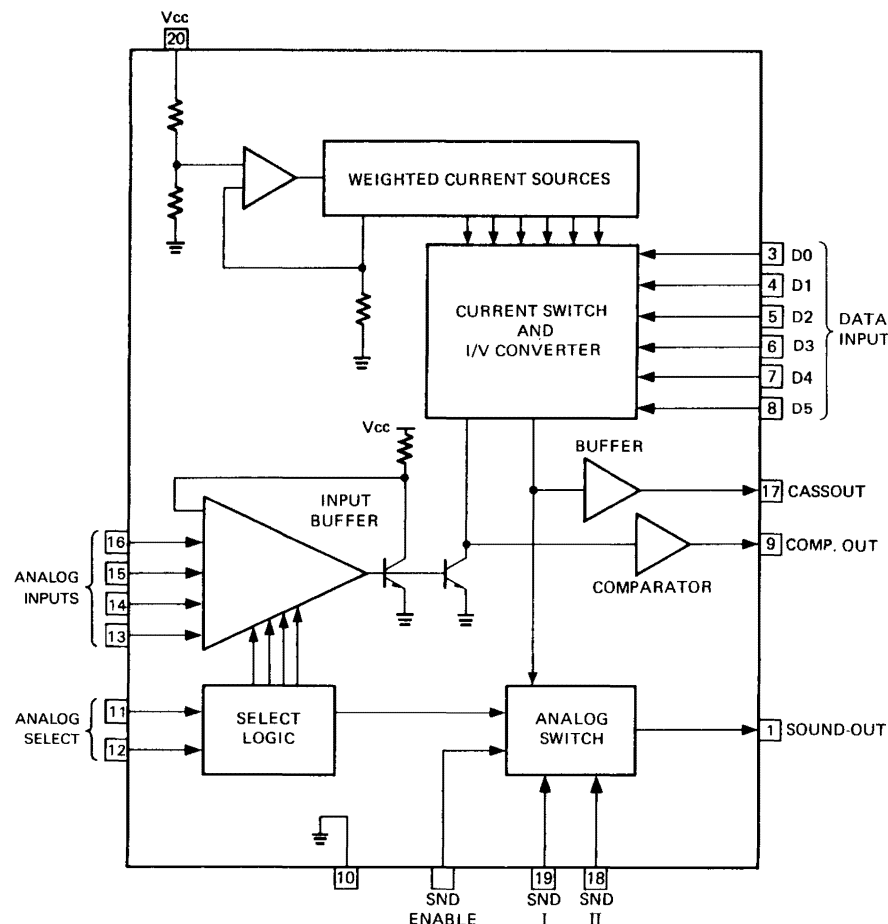 Vcc
20
WEIGHTED CURRENT SOURCES
3 D0
4 D1
5 D2
6 D3
7 D4
8 D5
DATA
INPUT
CURRENT SWITCH
AND
I/V CONVERTER
Vcc
BUFFER
17 CASSOUT
INPUT
BUFFER
9 COMP. OUT
COMPARATOR
ANALOG
INPUTS
16
15
14
13
ANALOG
SELECT
11
12
SELECT
LOGIC
ANALOG
SWITCH
1 SOUND-OUT
10
SND
ENABLE
19
SND
I
18
SND
II